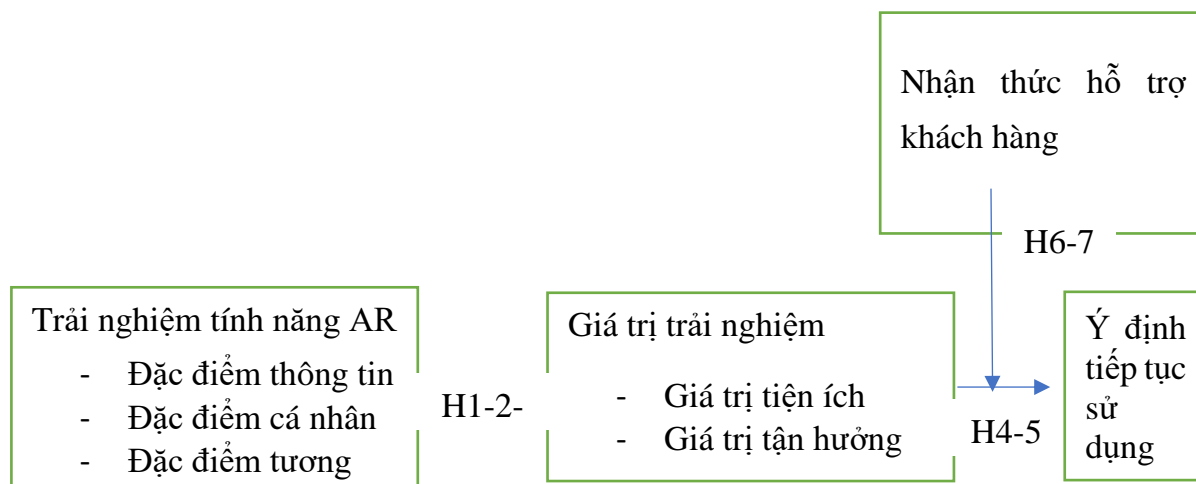 Nhận thức hỗ trợ
khách hàng
H6-7
Trải nghiệm tính năng AR
- Đặc điểm thông tin
- Đặc điểm cá nhân
- Đặc điểm tương
H1-2-
Giá trị trải nghiệm
- Giá trị tiện ích
- Giá trị tận hưởng
H4-5
Ý định
tiếp tục
sử
dụng